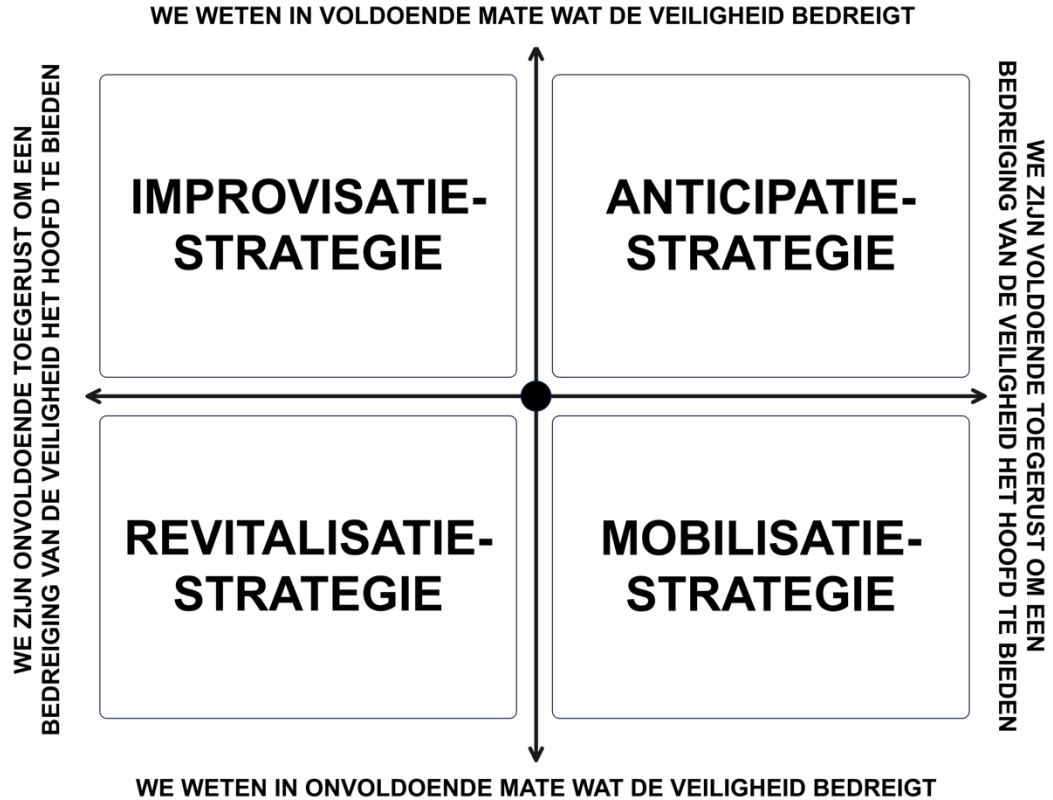 WE WETEN IN VOLDOENDE MATE WAT DE VEILIGHEID BEDREIGT
WE ZIJN ONVOLDOENDE TOEGERUST OM EEN
BEDREIGING VAN DE VEILIGHEID HET HOOFD TE BIEDEN
IMPROVISATIE-
STRATEGIE
ANTICIPATIE-
STRATEGIE
WE ZIJN VOLDOENDE TOEGERUST OM EEN
BEDREIGING VAN DE VEILIGHEID HET HOOFD TE BIEDEN
REVITALISATIE-
STRATEGIE
MOBILISATIE-
STRATEGIE
WE WETEN IN ONVOLDOENDE MATE WAT DE VEILIGHEID BEDREIGT